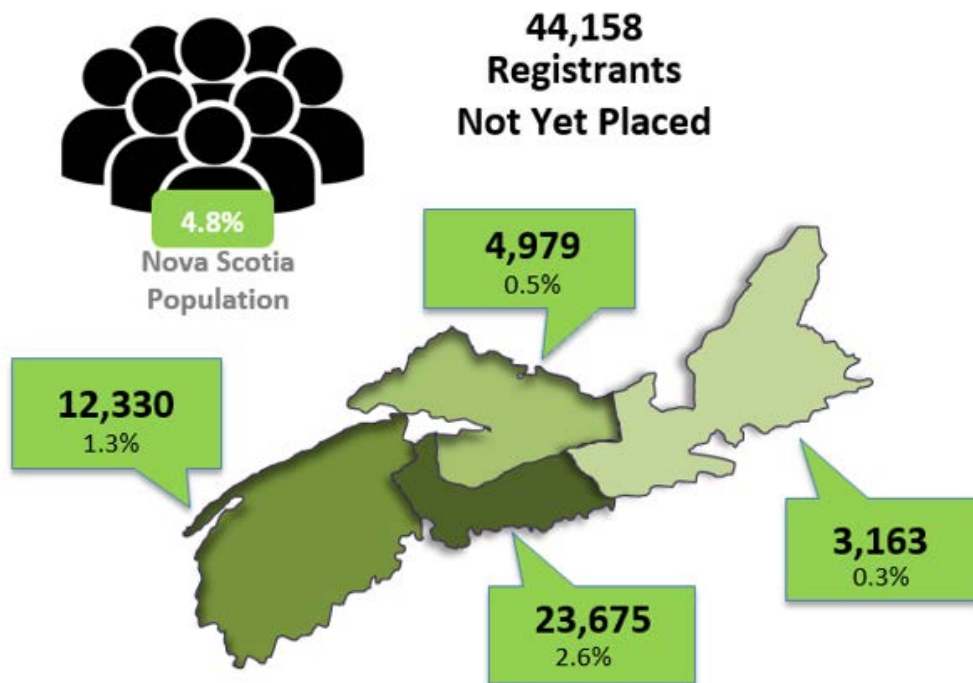 44,158
Registrants
Not Yet Placed
4.8%
Nova Scotia
Population
4,979
0.5%
12,330
1.3%
3,163
0.3%
23,675
2.6%